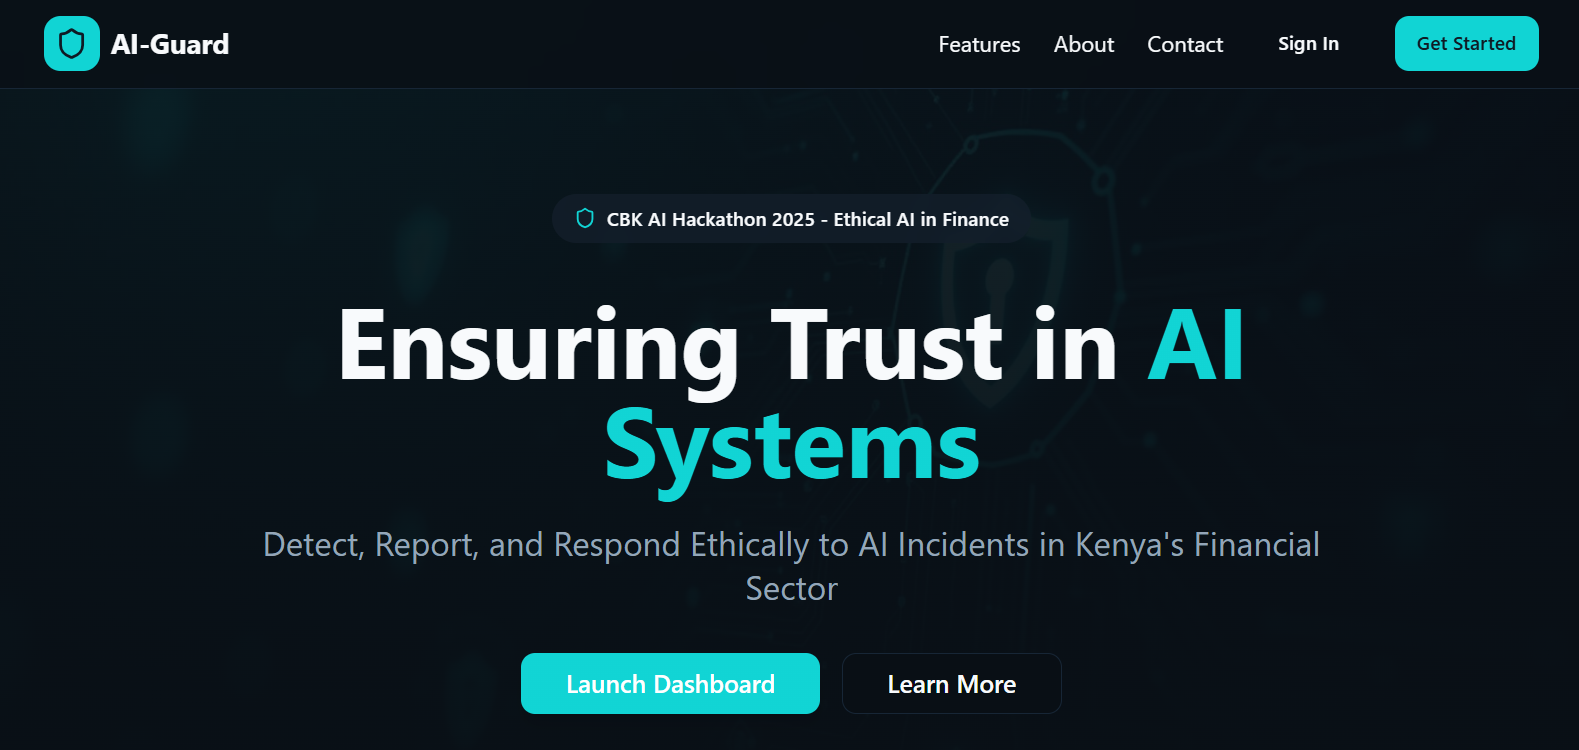 AI-Guard
Features
About
Contact
Sign In
Get Started
CBK AI Hackathon 2025 - Ethical AI in Finance
Ensuring Trust in AI
Systems
Detect, Report, and Respond Ethically to AI Incidents in Kenya's Financial
Sector
Launch Dashboard
Learn More